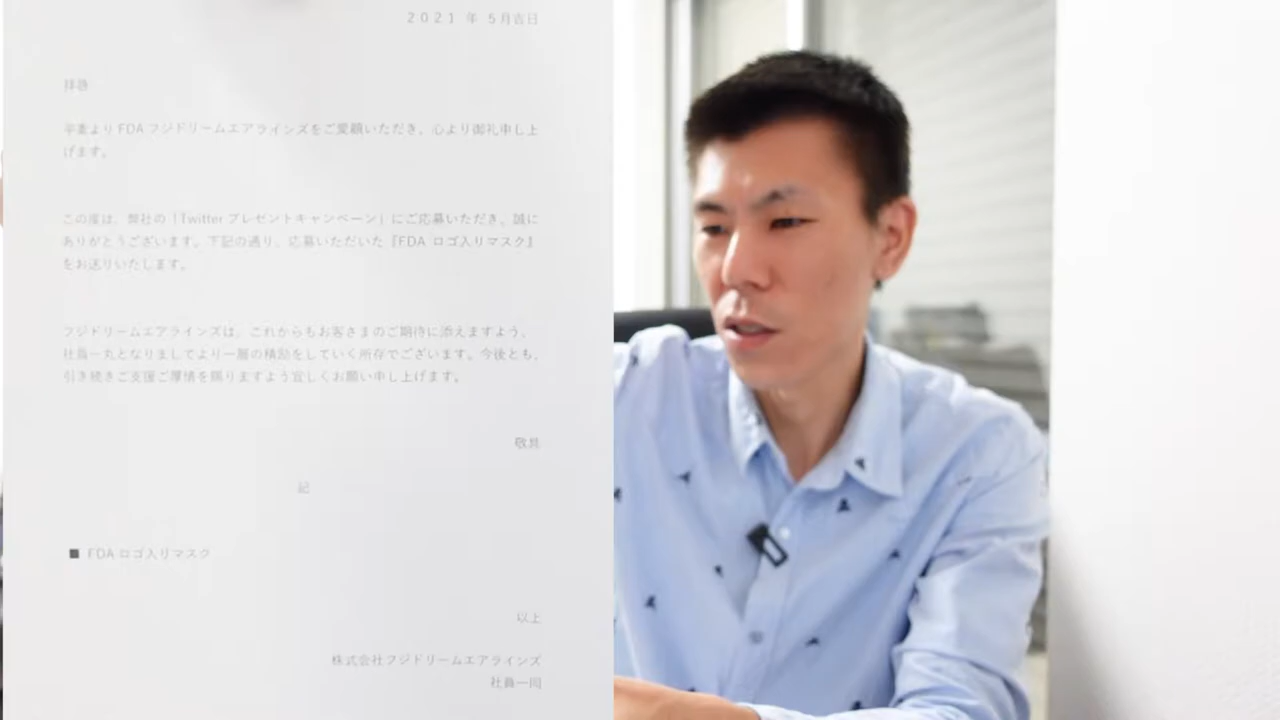 2021 年 5月吉日
拝啓
平素より FDA フジドリームエアラインズをご愛顧いただき、心より御礼申し上
げます。
この度は、弊社の「Twitter プレゼントキャンペーン」にご応募いただき、誠に
ありがとうございます。下記の通り、応募いただいた『FDA ロゴ入りマスク』
をお送りいたします。
フジドリームエアラインズは、これからもお客さまのご期待に添えますよう、
社員一丸となりましてより一層の積励をしていく所存でございます。今後とも、
引き続きご支援ご厚情を賜りますよう宜しくお願い申し上げます。
敬具
記
■ FDA ロゴ入りマスク
以上
株式会社フジドリームエアラインズ
社員一同